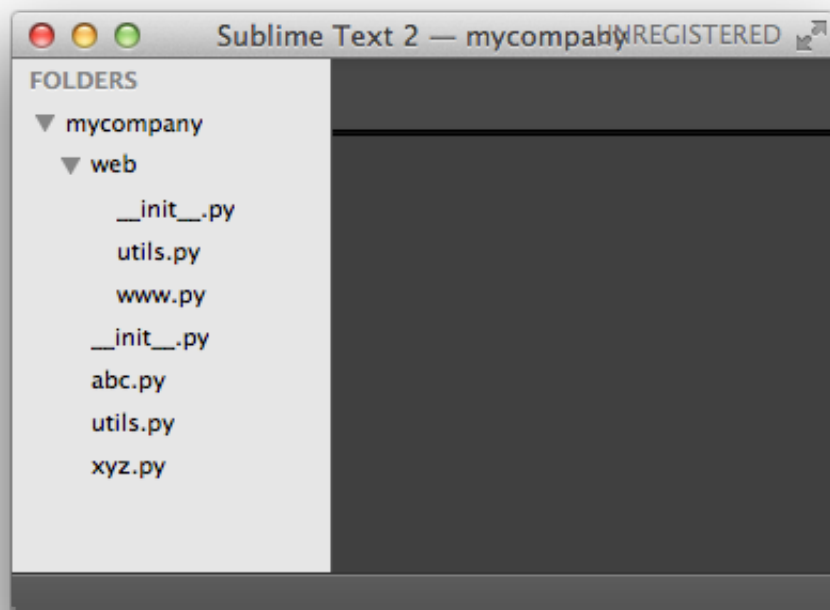 Sublime Text 2 — mycompany UNREGISTERED
FOLDERS
mycompany
web
__init__.py
utils.py
www.py
__init__.py
abc.py
utils.py
xyz.py